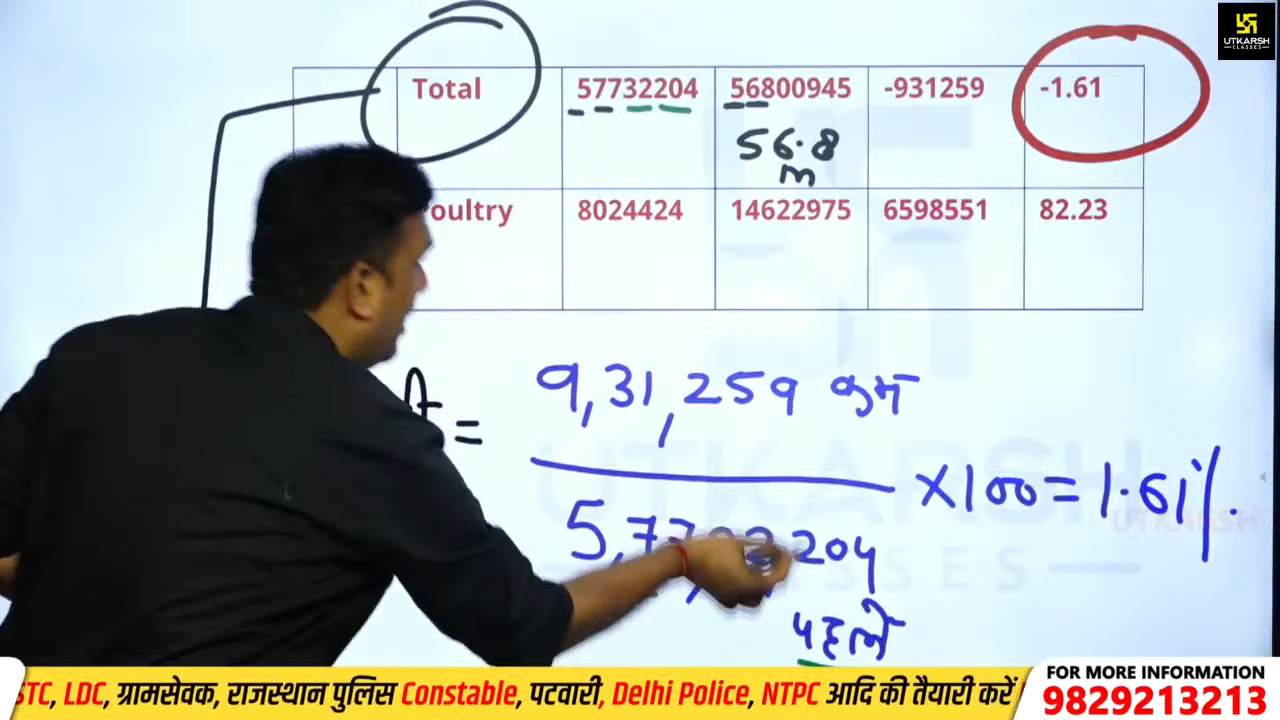 UTKARSH
CLASSES
Total 57732204 56800945 -931259 -1.61
56.8
m
oultry 8024424 14622975 6598551 82.23
9,31,259 कम
=
×100 = 1.61%.
204
पहले
STC, LDC, ग्रामसेवक, राजस्थान पुलिस Constable, पटवारी, Delhi Police, NTPC आदि की तैयारी करें
FOR MORE INFORMATION
9829213213